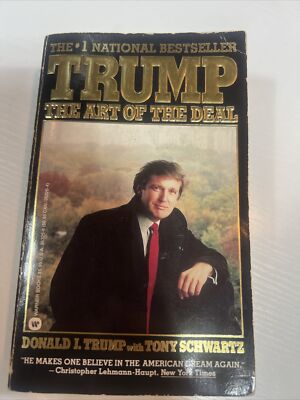 THE #1 NATIONAL BESTSELLER
TRUMP
THE ART OF THE DEAL
DONALD J. TRUMP with TONY SCHWARTZ
"HE MAKES ONE BELIEVE IN THE AMERICAN DREAM AGAIN."
—Christopher Lehmann-Haupt, New York Times